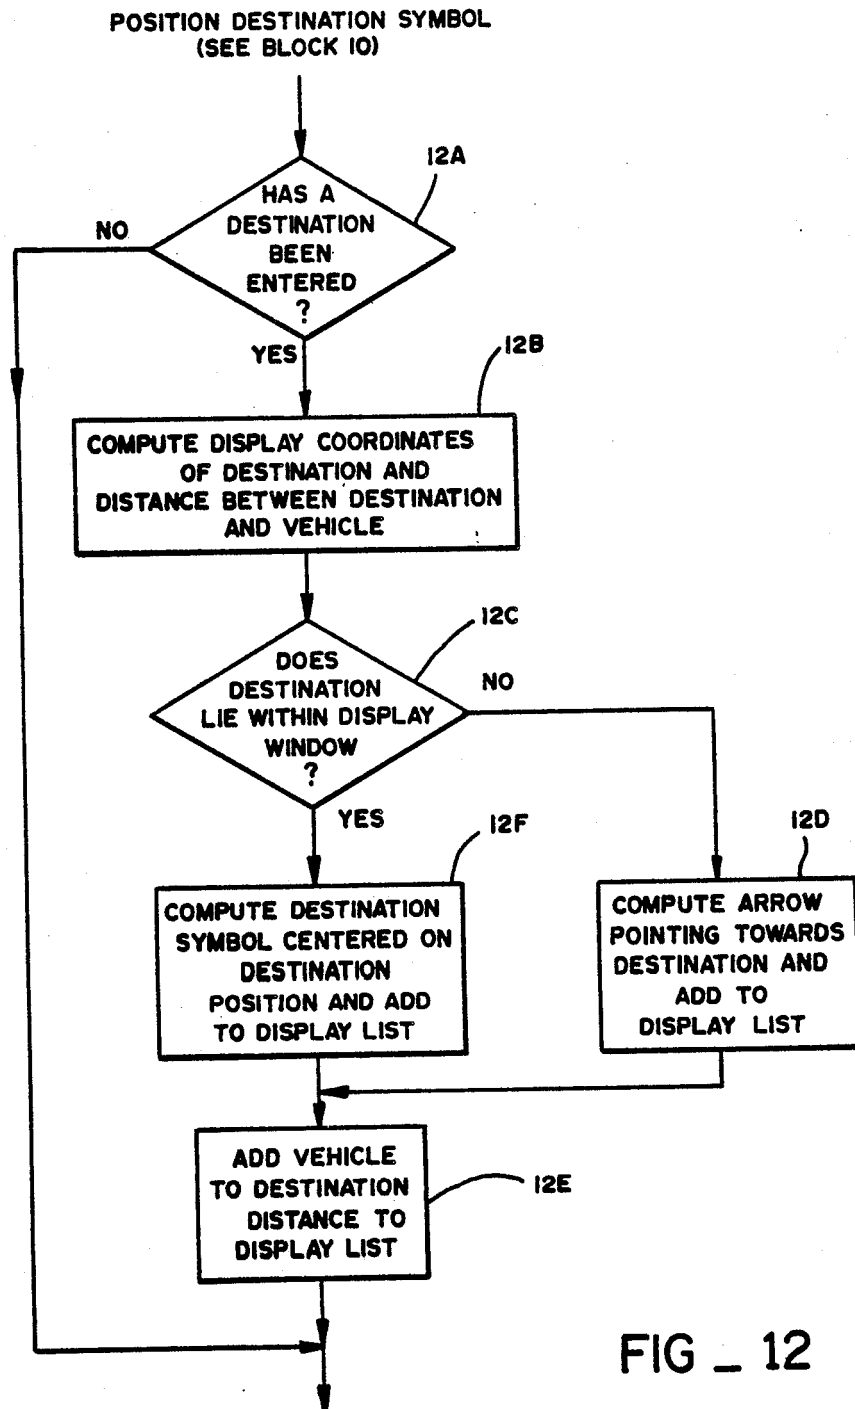 POSITION DESTINATION SYMBOL
(SEE BLOCK 10)
12A
HAS A
DESTINATION
BEEN
ENTERED
?
NO
YES
12B
COMPUTE DISPLAY COORDINATES
OF DESTINATION AND
DISTANCE BETWEEN DESTINATION
AND VEHICLE
12C
DOES
DESTINATION
LIE WITHIN DISPLAY
WINDOW
?
NO
YES
12F
12D
COMPUTE DESTINATION
SYMBOL CENTERED ON
DESTINATION
POSITION AND ADD
TO DISPLAY LIST
COMPUTE ARROW
POINTING TOWARDS
DESTINATION AND
ADD TO
DISPLAY LIST
ADD VEHICLE
TO DESTINATION
DISTANCE TO
DISPLAY LIST
12E
FIG _ 12